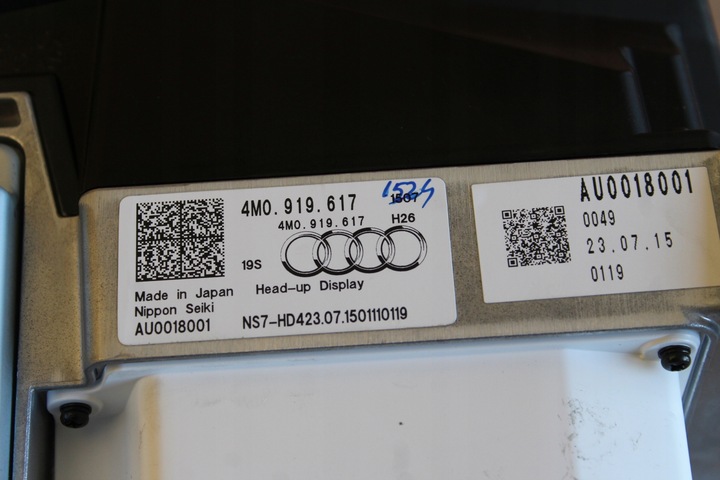 4M0.919.617
1507
1524
4M0.919.617 H26
19S
Head-up Display
Made in Japan
Nippon Seiki
AU0018001
NS7-HD423.07.1501110119
AU0018001
0049
23.07.15
0119